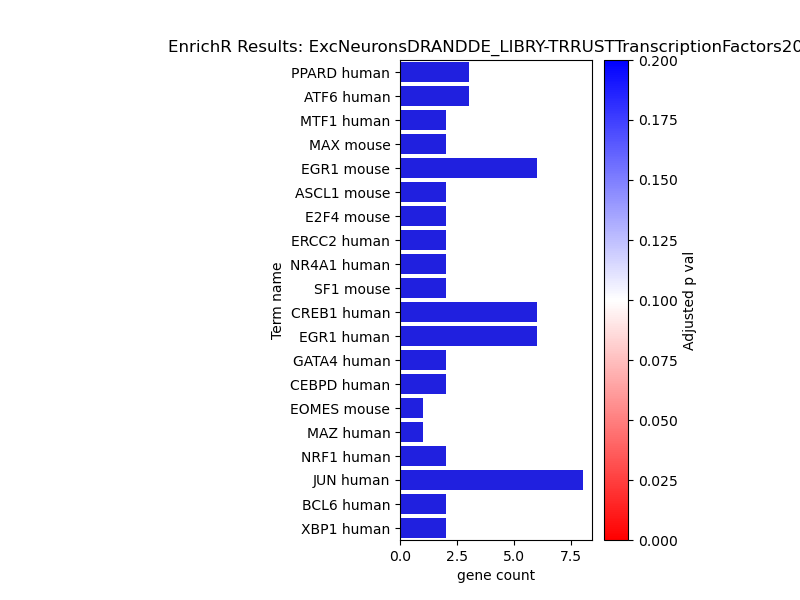 EnrichR Results: ExcNeuronsDRANDDE_LIBRY-TRRUSTTranscriptionFactors20
PPARD human
ATF6 human
MTF1 human
MAX mouse
EGR1 mouse
ASCL1 mouse
E2F4 mouse
ERCC2 human
NR4A1 human
SF1 mouse
CREB1 human
EGR1 human
GATA4 human
CEBPD human
EOMES mouse
MAZ human
NRF1 human
JUN human
BCL6 human
XBP1 human
Term name
0.0 2.5 5.0 7.5
gene count
0.200
0.175
0.150
0.125
0.100
0.075
0.050
0.025
0.000
Adjusted p val